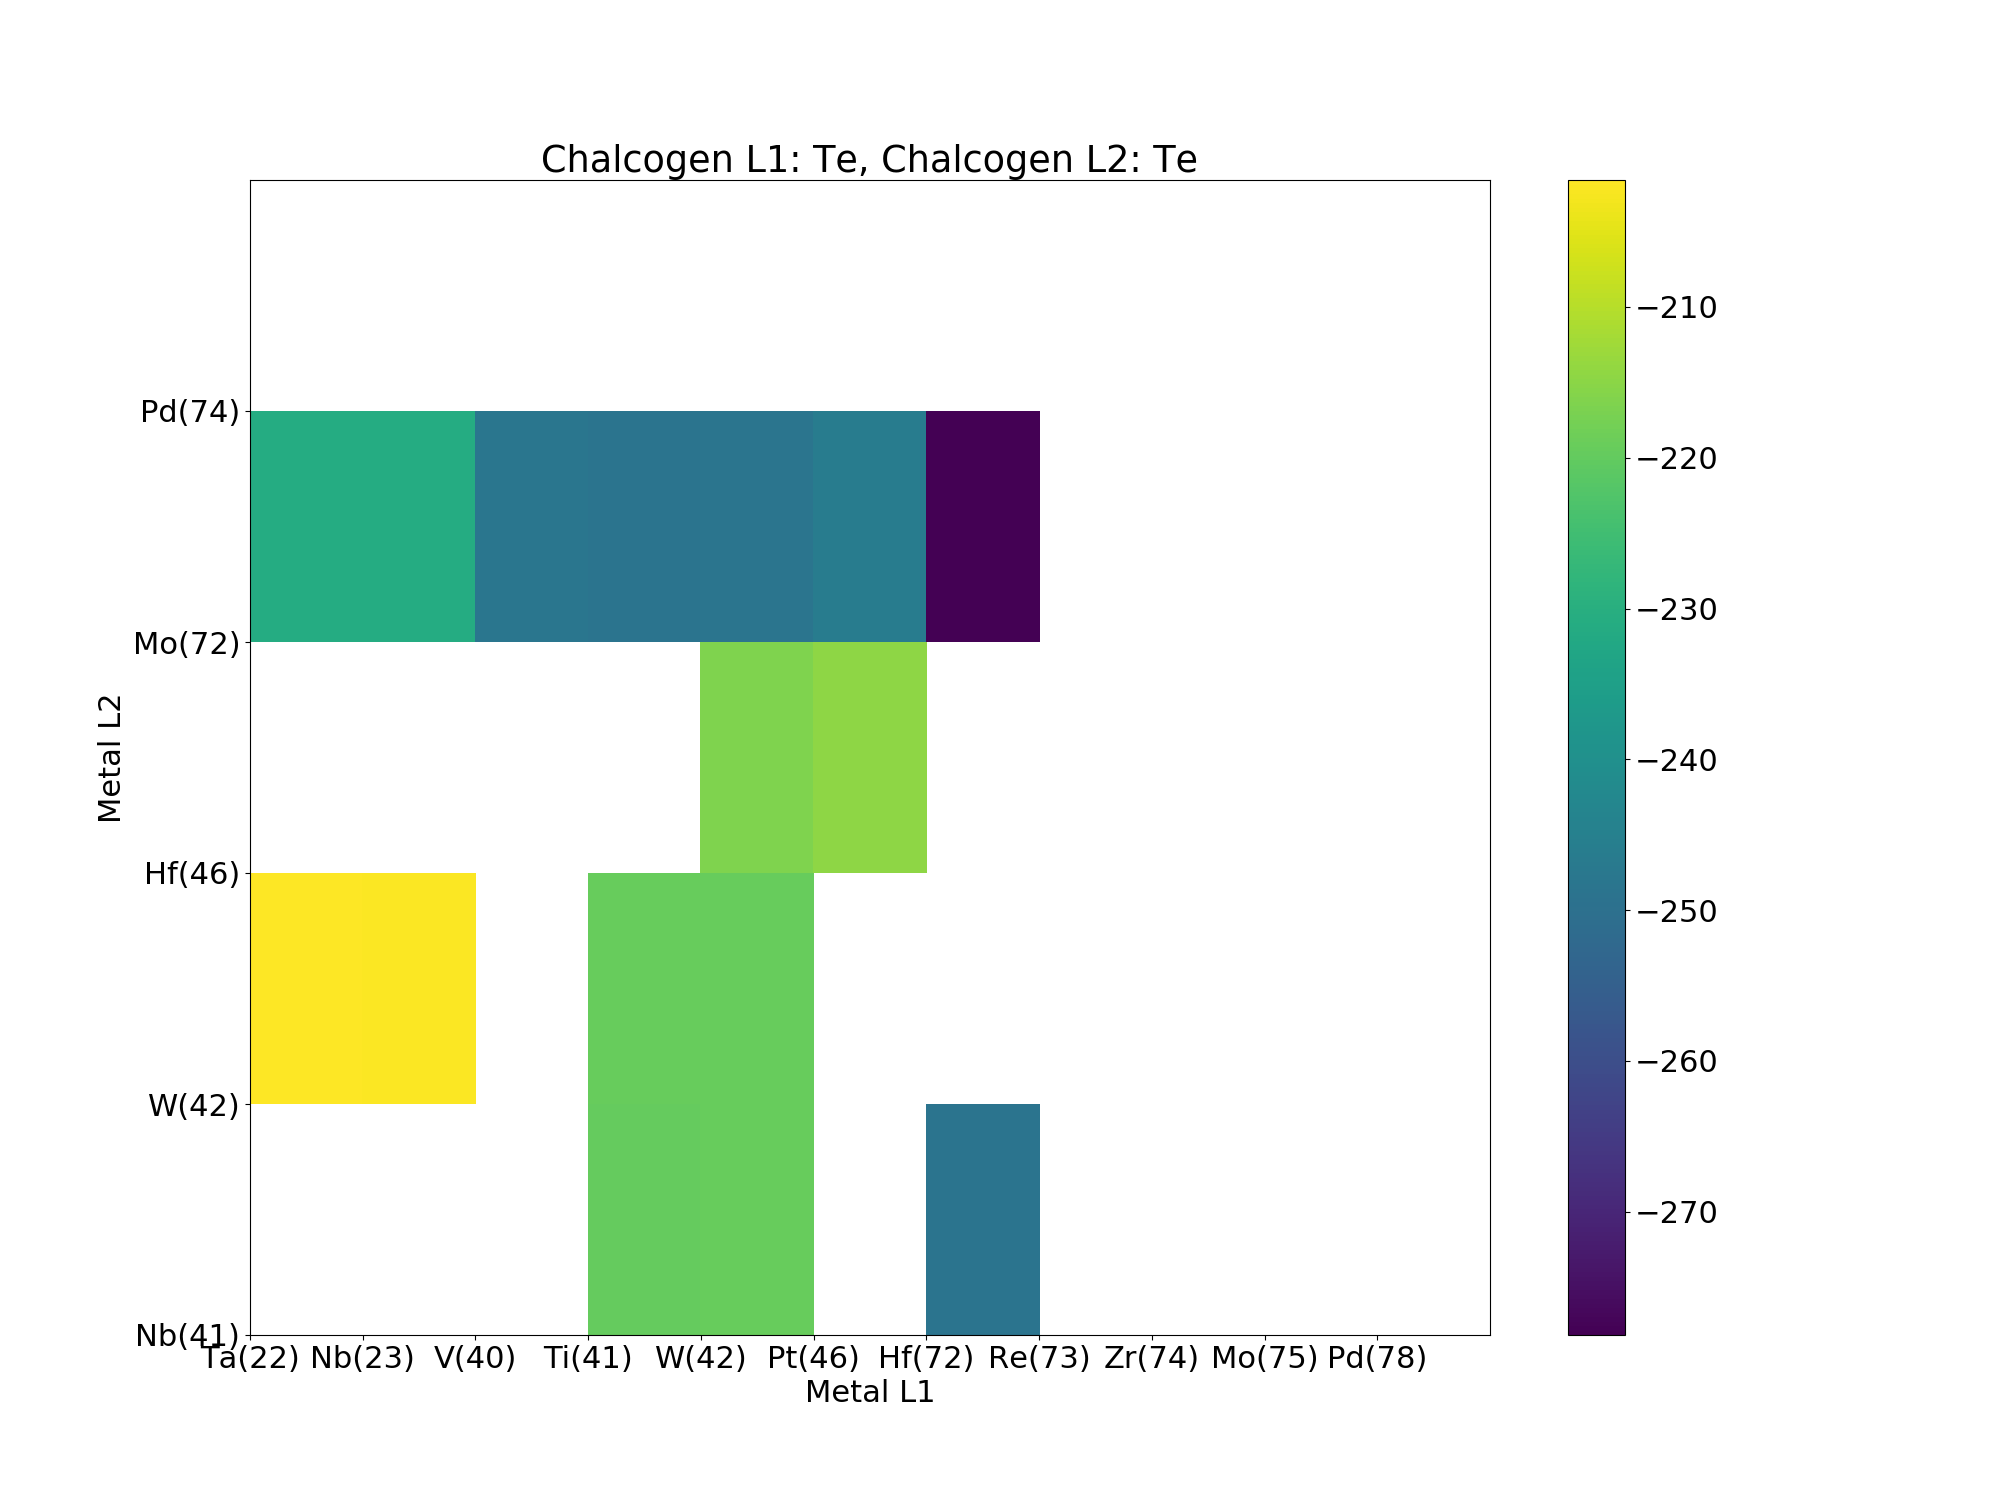 Chalcogen L1: Te, Chalcogen L2: Te
Pd(74)
Mo(72)
Hf(46)
W(42)
Nb(41)
Metal L2
Ta(22) Nb(23) V(40) Ti(41) W(42) Pt(46) Hf(72) Re(73) Zr(74) Mo(75) Pd(78)
Metal L1
−210
−220
−230
−240
−250
−260
−270